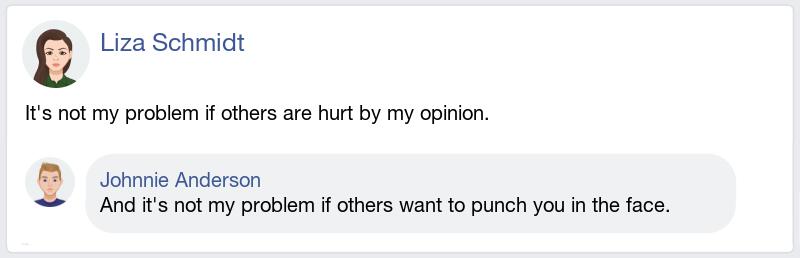 Liza Schmidt
It's not my problem if others are hurt by my opinion.
Johnnie Anderson
And it's not my problem if others want to punch you in the face.